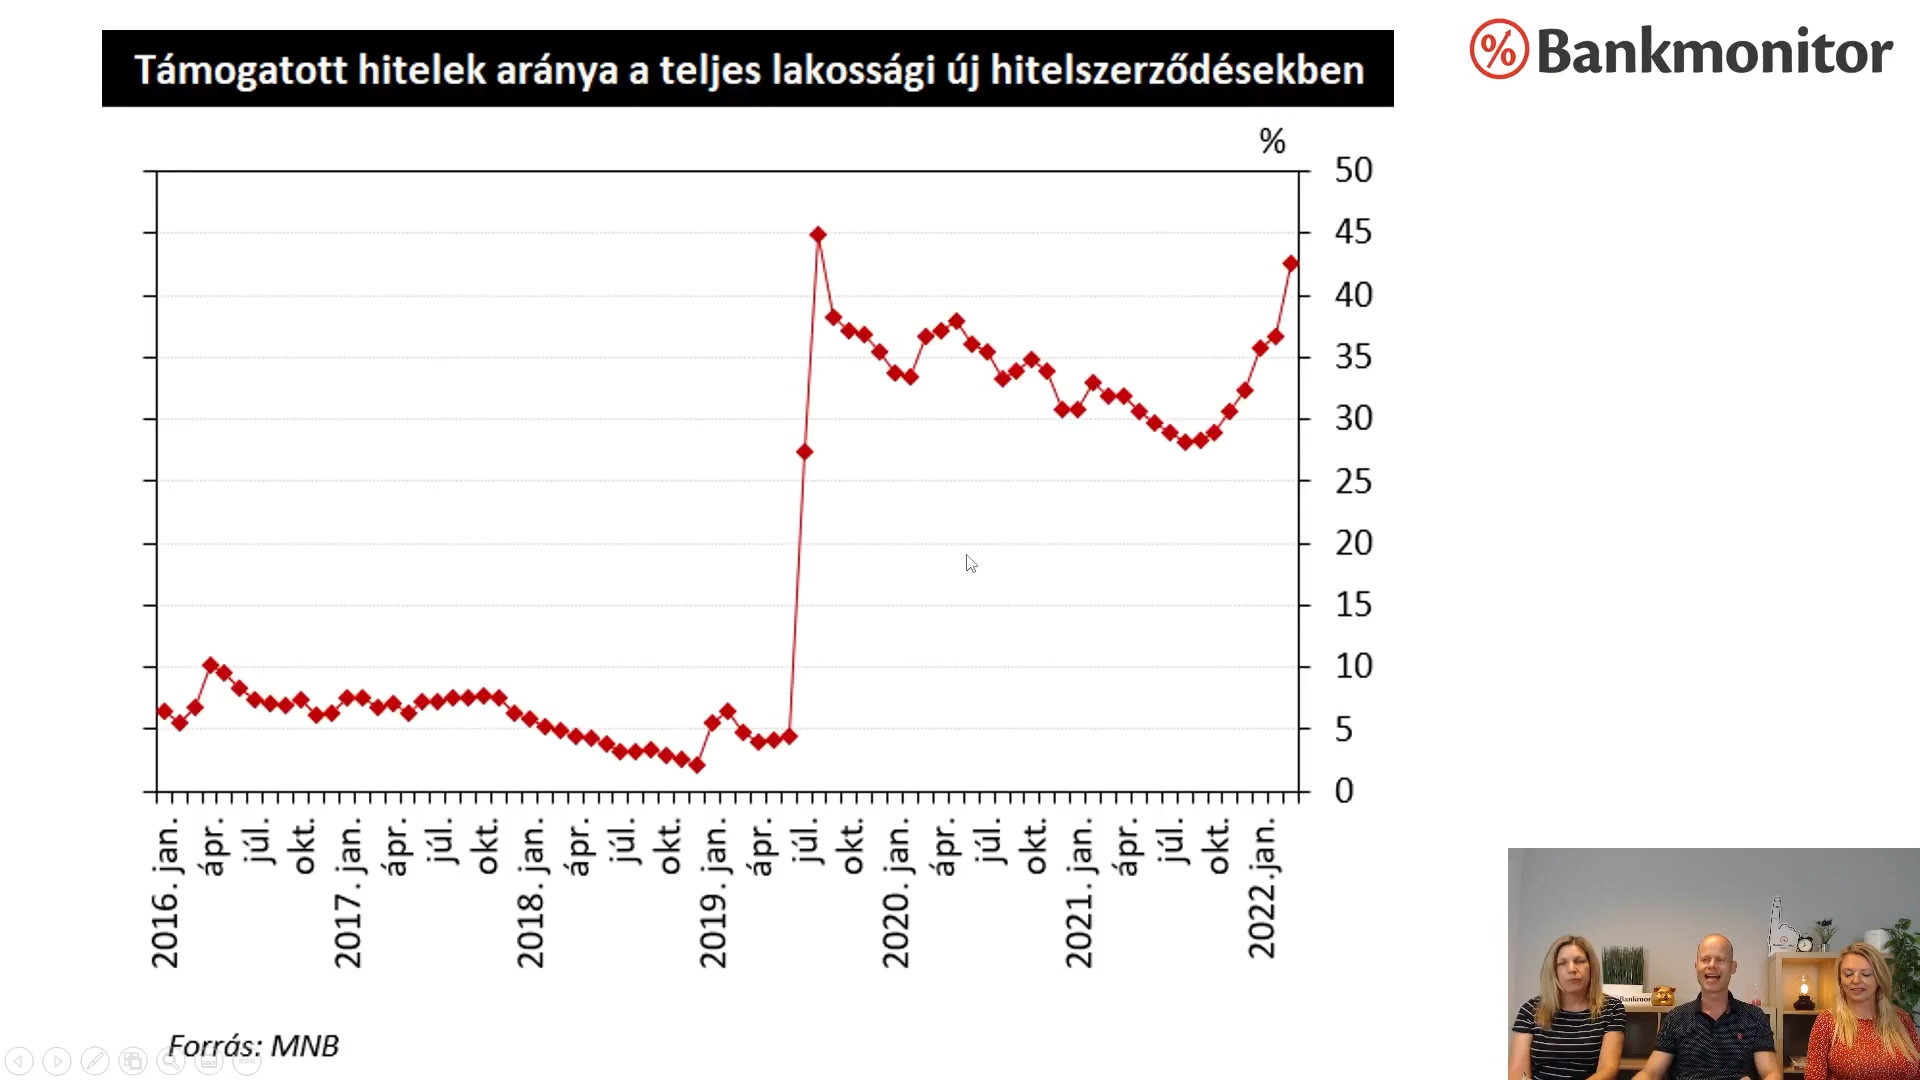 Támogatott hitelek aránya a teljes lakossági új hitelszerződésekben
Bankmonitor
%
50
45
40
35
30
25
20
15
10
5
0
2016. jan.
ápr.
júl.
okt.
2017. jan.
ápr.
júl.
okt.
2018. jan.
ápr.
júl.
okt.
2019. jan.
ápr.
júl.
okt.
2020. jan.
ápr.
júl.
okt.
2021. jan.
ápr.
júl.
okt.
2022.jan.
Forrás: MNB